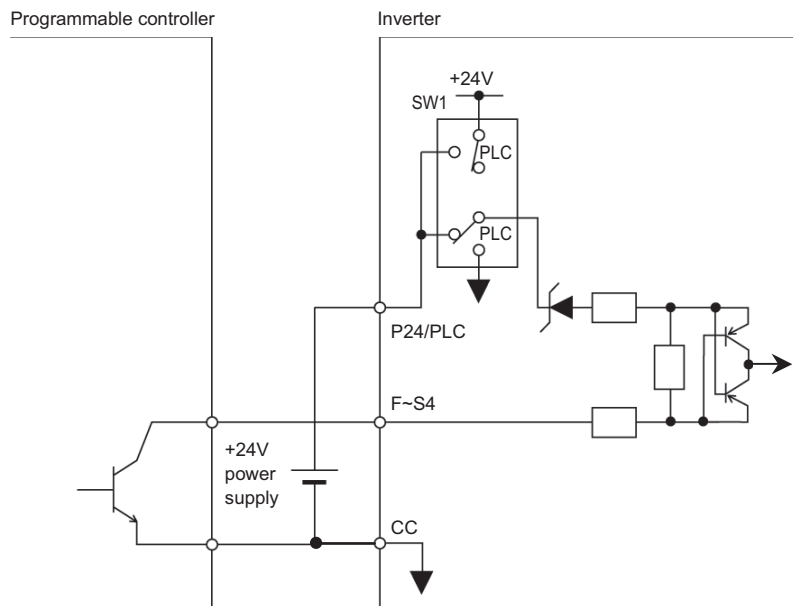 Programmable controller
Inverter
+24V
SW1
PLC
PLC
P24/PLC
F~S4
+24V
power
supply
CC